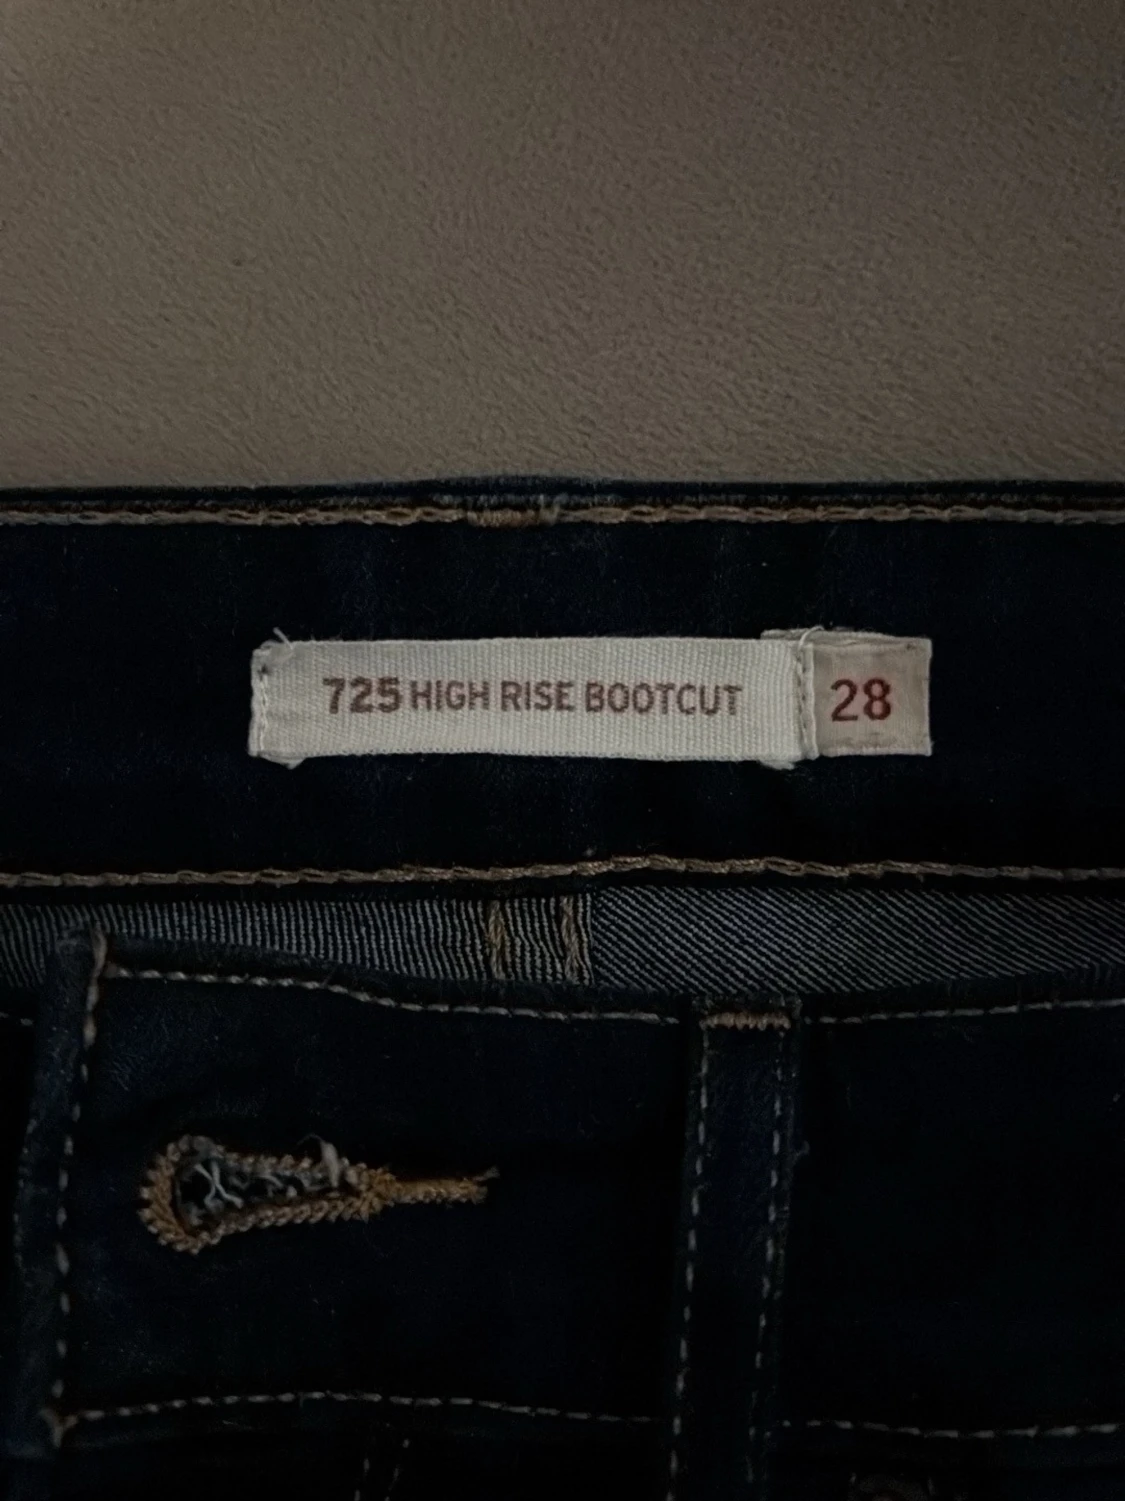 725 HIGH RISE BOOTCUT 28